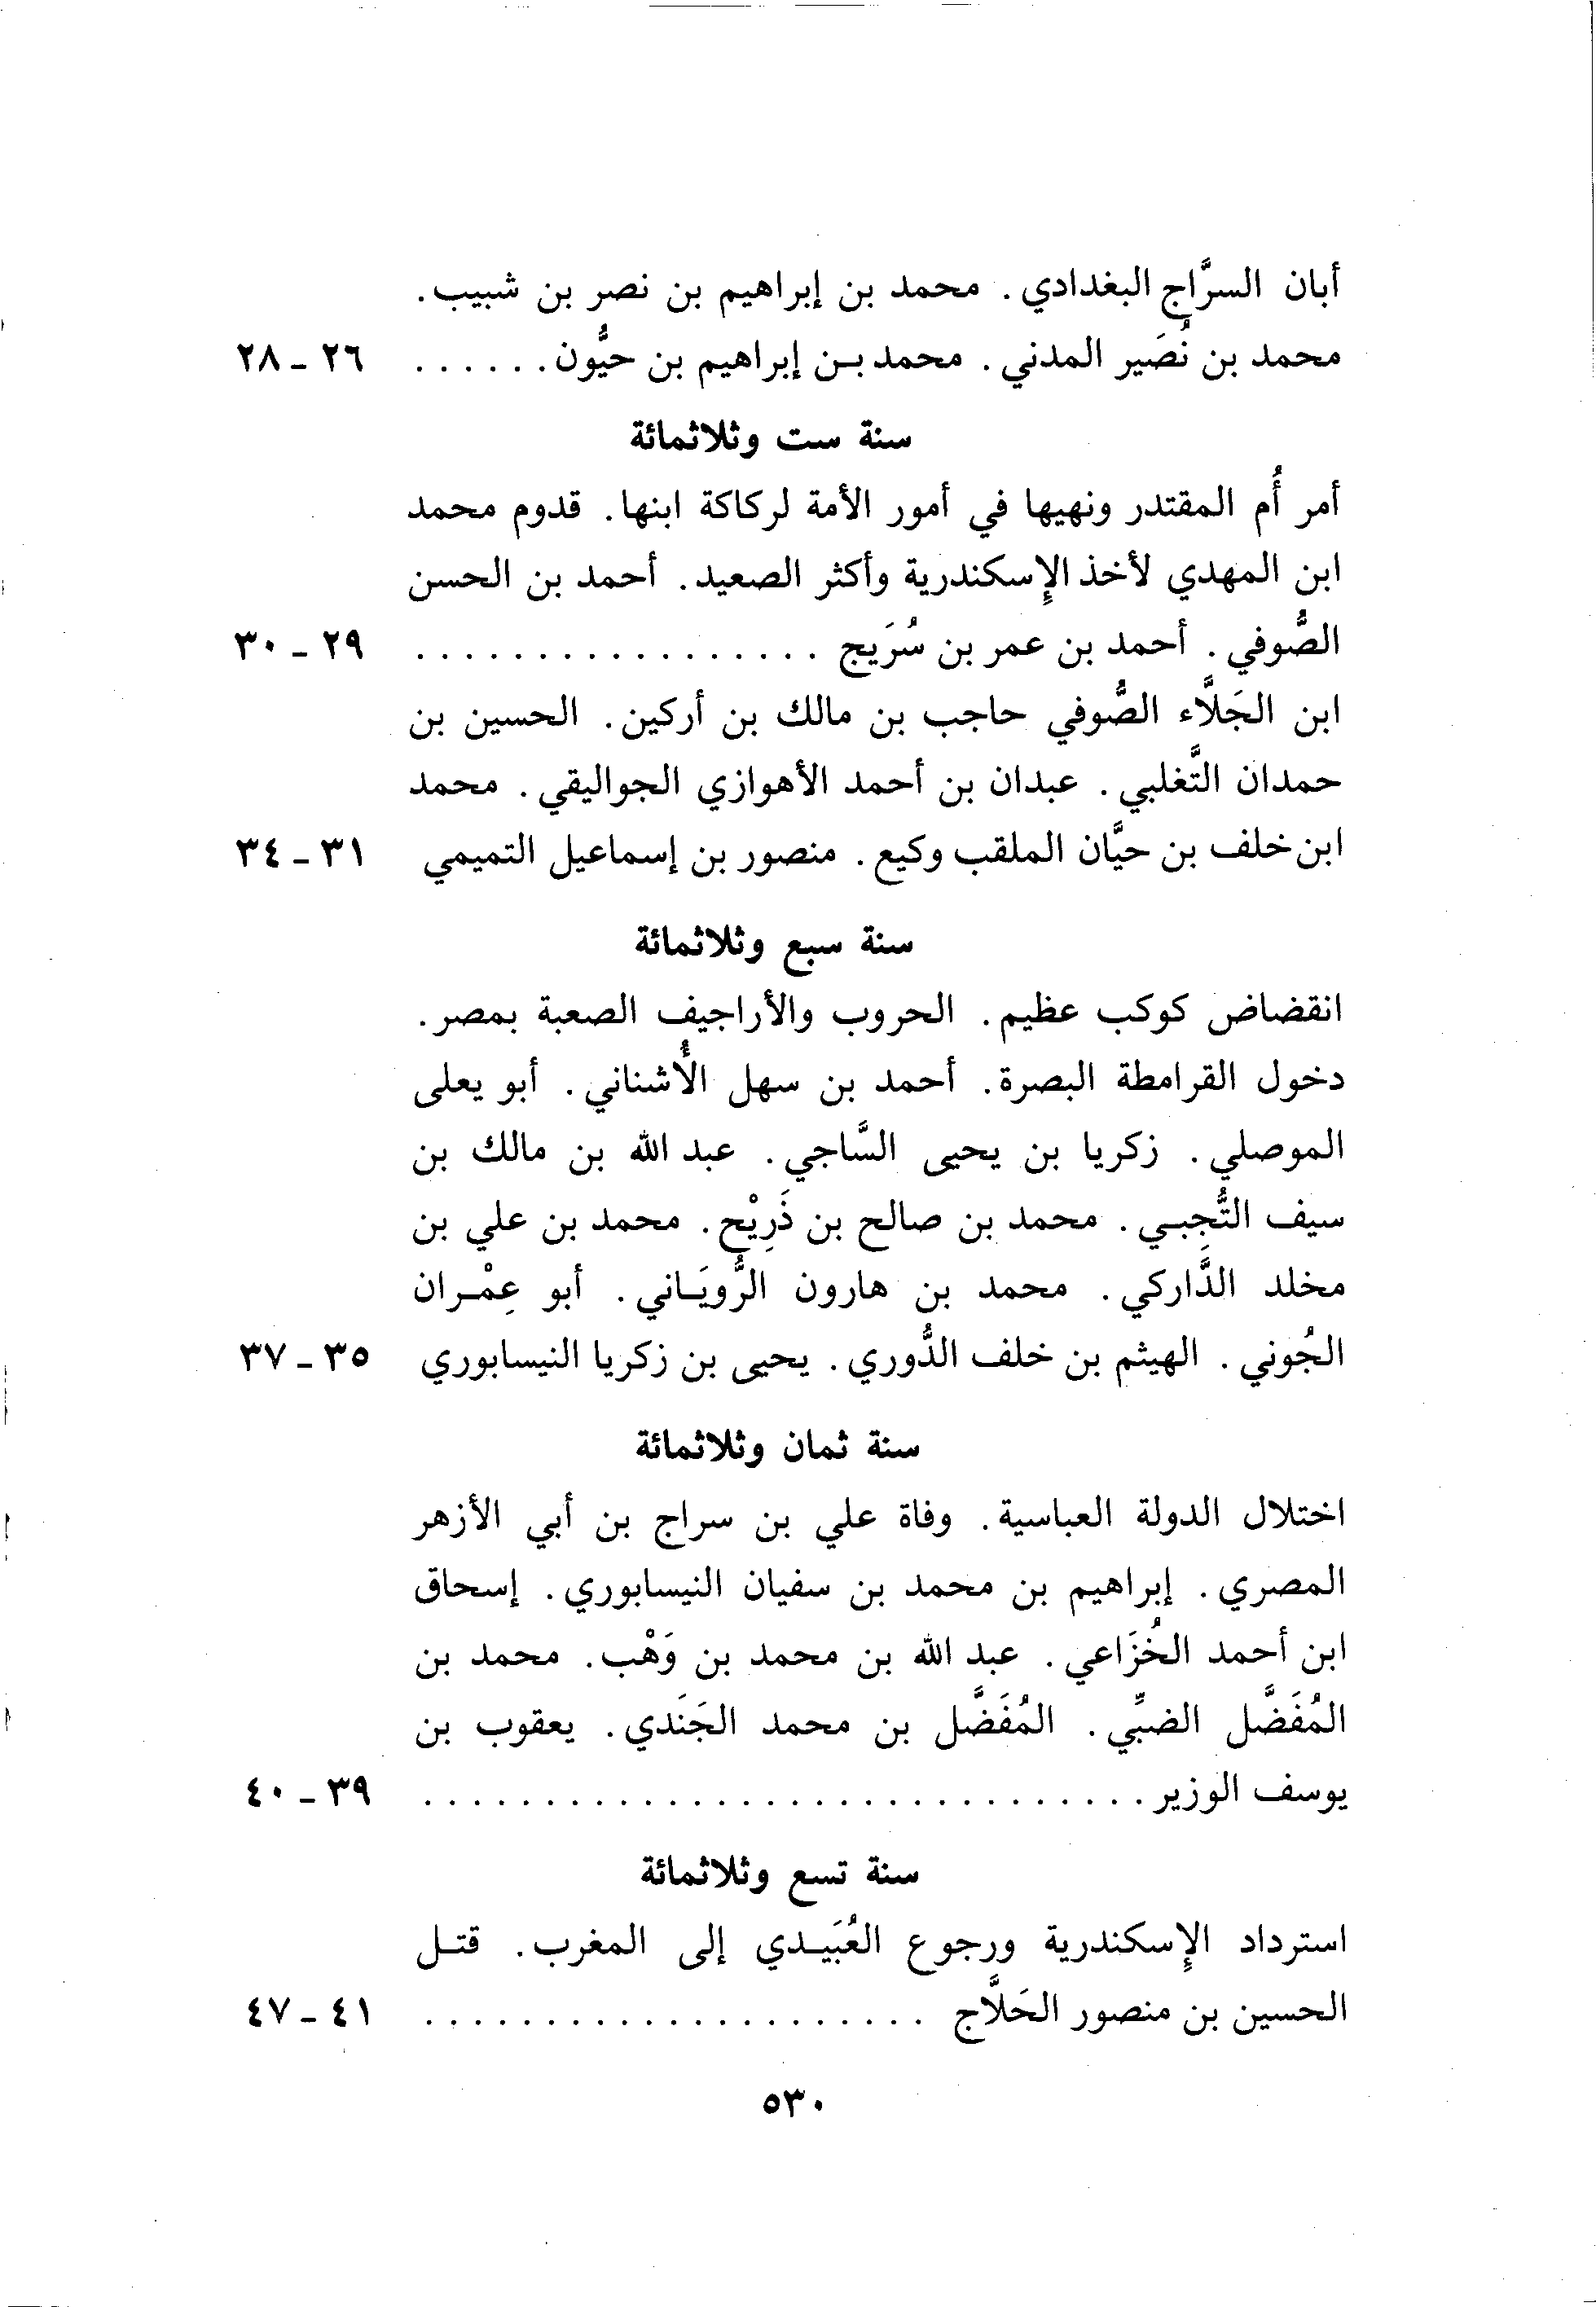 أبان السرَّاج البغدادي. محمد بن إبراهيم بن نصر بن شبيب.
محمد بن نُصَير المدني. محمد بـن إبراهيم بن حيُّون . . . . . . ٢٦ - ٢٨
سنة ست وثلاثمائة
أمر أُم المقتدر ونهيها في أمور الأمة لركاكة ابنها. قدوم محمد
ابن المهدي لأخذ الإِسكندرية وأكثر الصعيد. أحمد بن الحسن
الصُّوفي. أحمد بن عمر بن سُرَيج . . . . . . . . . . . . . . . . ٢٩ - ٣٠
ابن الجَلَّاء الصُّوفي حاجب بن مالك بن أركين. الحسين بن
حمدان التَّغلبي. عبدان بن أحمد الأهوازي الجواليقي. محمد
ابن خلف بن حيَّان الملقب وكيع. منصور بن إسماعيل التميمي ٣١ - ٣٤
سنة سبع وثلاثمائة
انقضاض كوكب عظيم. الحروب والأراجيف الصعبة بمصر.
دخول القرامطة البصرة. أحمد بن سهل الأُشناني. أبو يعلى
الموصلي. زكريا بن يحيى السَّاجي. عبد الله بن مالك بن
سيف التُّجِبـي. محمد بن صالح بن ذَرِيْح. محمد بن علي بن
مخلد الدَّاركي. محمد بن هارون الرُّويَـاني. أبو عِمْـران
الجُوني. الهيثم بن خلف الدُّوري. يحيى بن زكريا النيسابوري ٣٥ - ٣٧
سنة ثمان وثلاثمائة
اختلال الدولة العباسية. وفاة علي بن سراج بن أبي الأزهر
المصري. إبراهيم بن محمد بن سفيان النيسابوري. إسحاق
ابن أحمد الخُزَاعي. عبد الله بن محمد بن وَهْب. محمد بن
المُفَضَّل الضبِّي. المُفَضَّل بن محمد الجَنَدي. يعقوب بن
يوسف الوزير . . . . . . . . . . . . . . . . . . . . . . . . . . . . . ٣٩ - ٤٠
سنة تسع وثلاثمائة
استرداد الإِسكندرية ورجوع العُبَيـدي إلى المغرب. قتـل
الحسين بن منصور الحَلَّاج . . . . . . . . . . . . . . . . . . . . ٤١ - ٤٧
٥٣٠